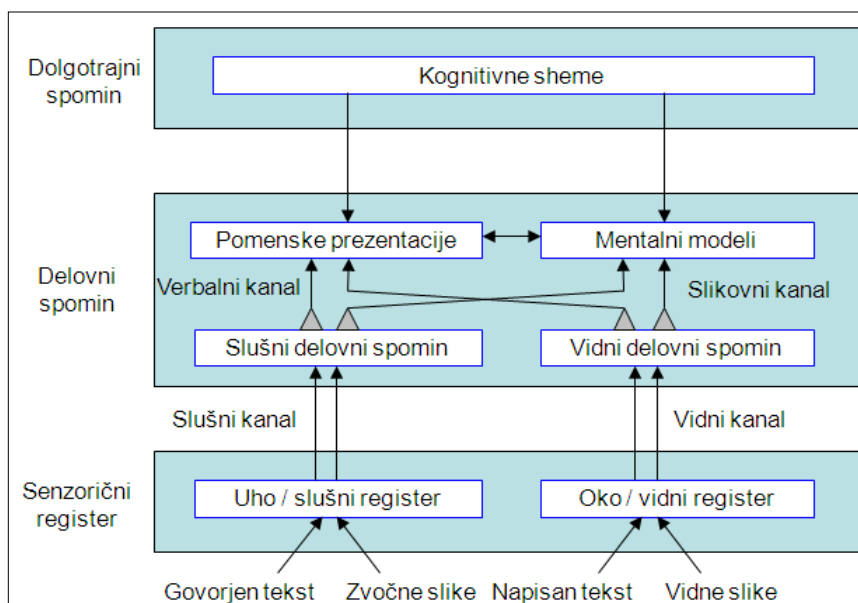 Dolgotrajni
spomin
Kognitivne sheme
Delovni
spomin
Pomenske prezentacije
Mentalni modeli
Verbalni kanal
Slikovni kanal
Slušni delovni spomin
Vidni delovni spomin
Slušni kanal
Vidni kanal
Senzorični
register
Uho / slušni register
Oko / vidni register
Govorjen tekst
Zvočne slike
Napisan tekst
Vidne slike